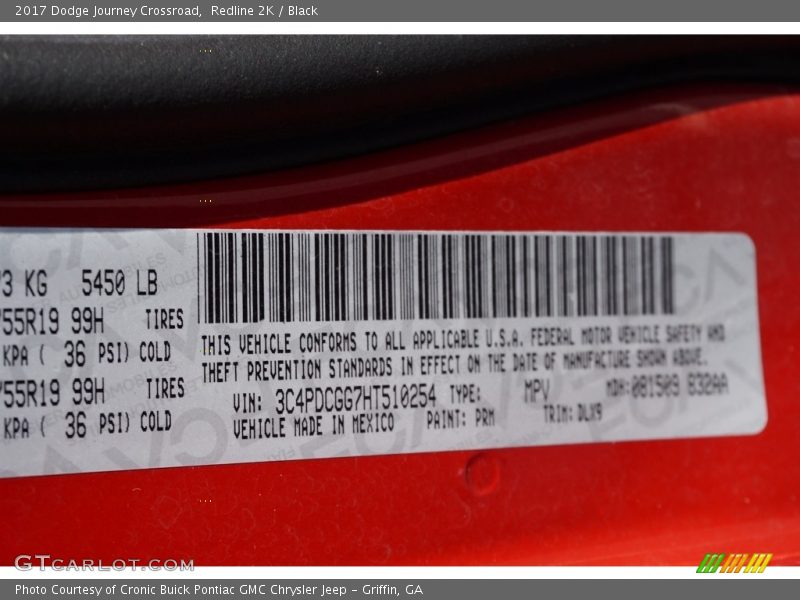 2017 Dodge Journey Crossroad,  Redline 2K / Black
3 KG 5450 LB
55R19 99H TIRES
KPA ( 36 PSI) COLD
55R19 99H TIRES
KPA ( 36 PSI) COLD
THIS VEHICLE CONFORMS TO ALL APPLICABLE U.S.A. FEDERAL MOTOR VEHICLE SAFETY AND
THEFT PREVENTION STANDARDS IN EFFECT ON THE DATE OF MANUFACTURE SHOWN ABOVE.
VIN: 3C4PDCGG7HT510254 TYPE: MPV MDH: 081509 832AA
VEHICLE MADE IN MEXICO PAINT: PRM TRIM: DLX9
GTCARLOT.COM
Photo Courtesy of Cronic Buick Pontiac GMC Chrysler Jeep - Griffin, GA